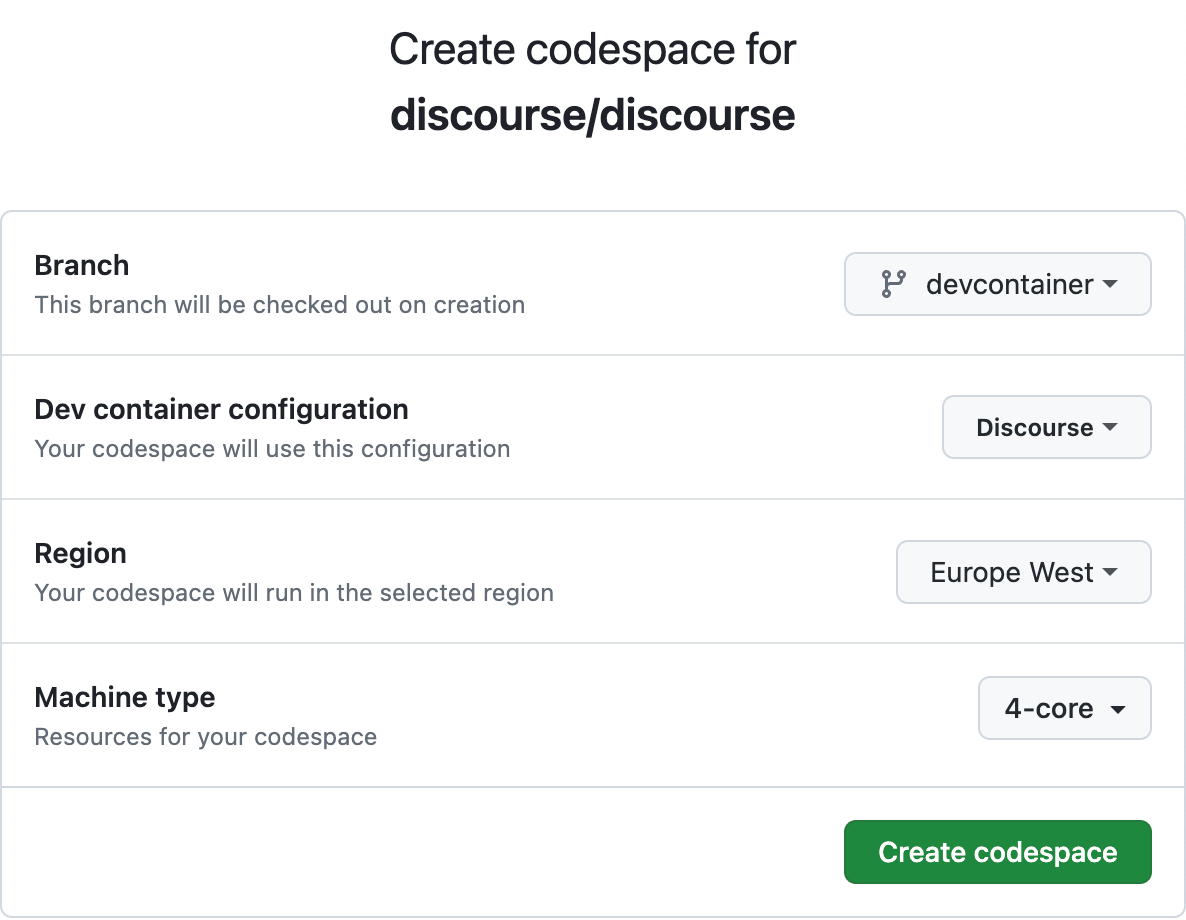 Create codespace for
discourse/discourse
Branch
This branch will be checked out on creation
devcontainer
Dev container configuration
Your codespace will use this configuration
Discourse
Region
Your codespace will run in the selected region
Europe West
Machine type
Resources for your codespace
4-core
Create codespace